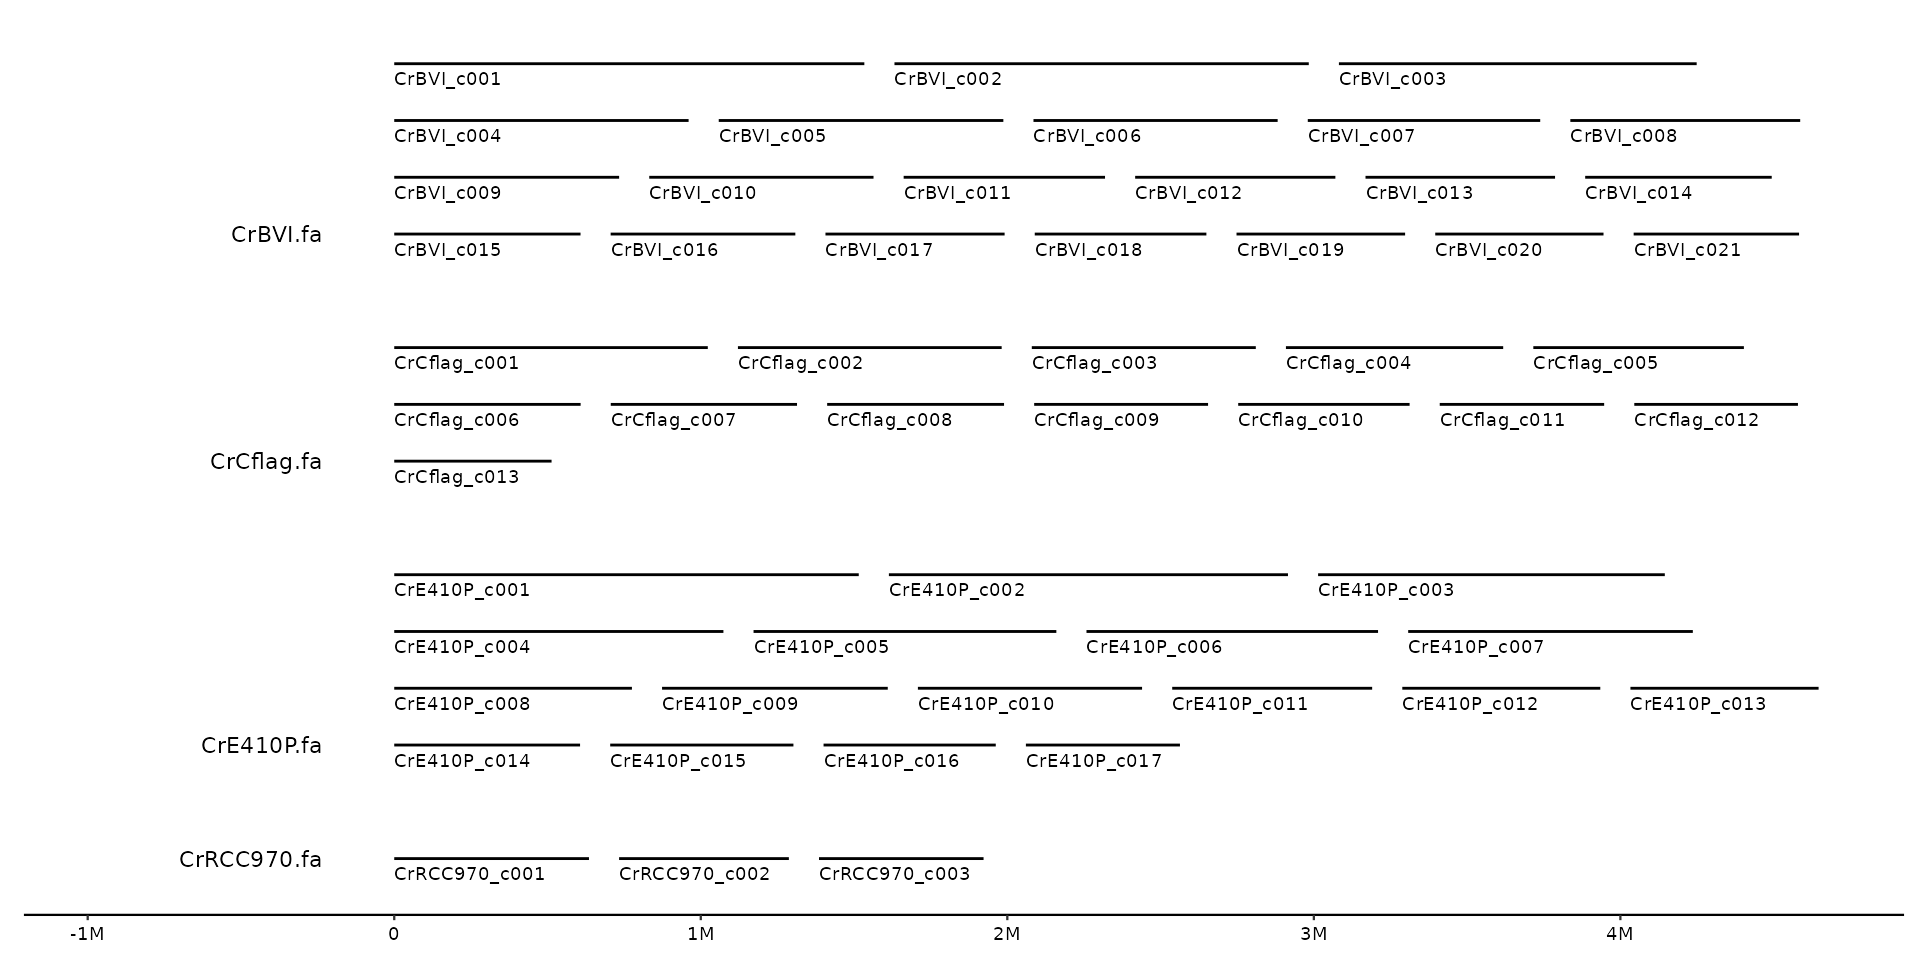 CrBVI_c001 CrBVI_c002 CrBVI_c003
CrBVI_c004 CrBVI_c005 CrBVI_c006 CrBVI_c007 CrBVI_c008
CrBVI_c009 CrBVI_c010 CrBVI_c011 CrBVI_c012 CrBVI_c013 CrBVI_c014
CrBVI.fa
CrBVI_c015 CrBVI_c016 CrBVI_c017 CrBVI_c018 CrBVI_c019 CrBVI_c020 CrBVI_c021
CrCflag_c001 CrCflag_c002 CrCflag_c003 CrCflag_c004 CrCflag_c005
CrCflag_c006 CrCflag_c007 CrCflag_c008 CrCflag_c009 CrCflag_c010 CrCflag_c011 CrCflag_c012
CrCflag.fa
CrCflag_c013
CrE410P_c001 CrE410P_c002 CrE410P_c003
CrE410P_c004 CrE410P_c005 CrE410P_c006 CrE410P_c007
CrE410P_c008 CrE410P_c009 CrE410P_c010 CrE410P_c011 CrE410P_c012 CrE410P_c013
CrE410P.fa
CrE410P_c014 CrE410P_c015 CrE410P_c016 CrE410P_c017
CrRCC970.fa
CrRCC970_c001 CrRCC970_c002 CrRCC970_c003
-1M 0 1M 2M 3M 4M